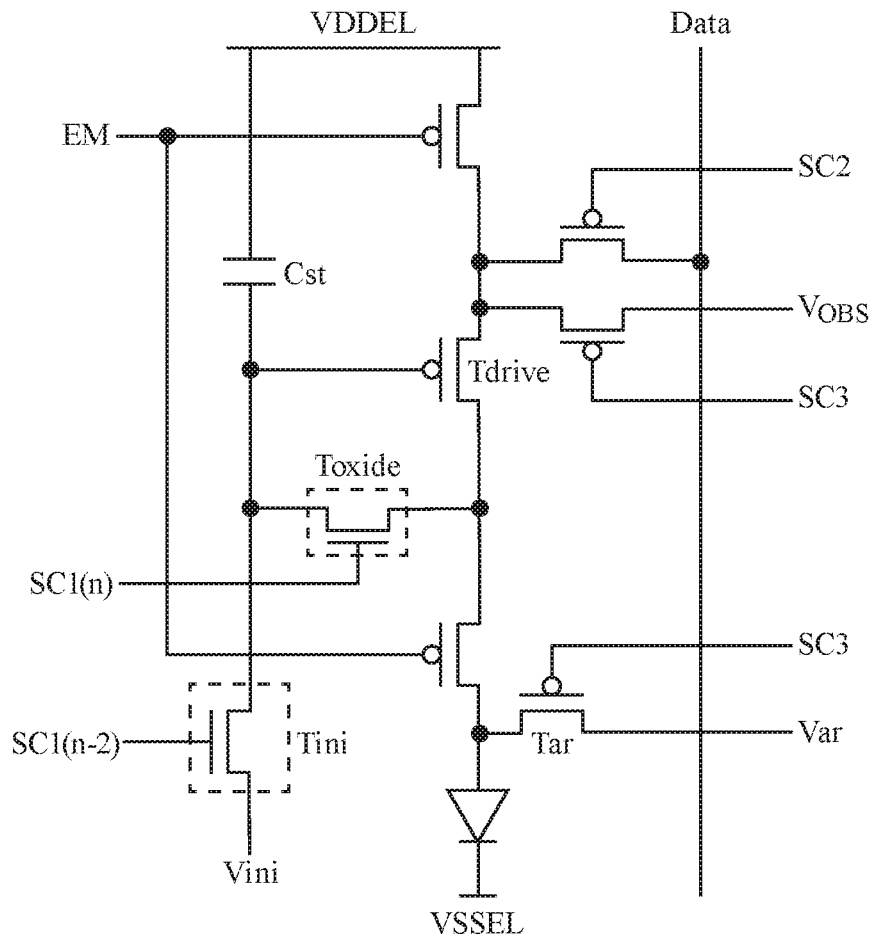 VDDEL
Data
EM
SC2
Cst
VOBS
Tdrive
SC3
Toxide
SC1(n)
SC3
SC1(n-2)
Tini
Tar
Var
Vini
VSSEL